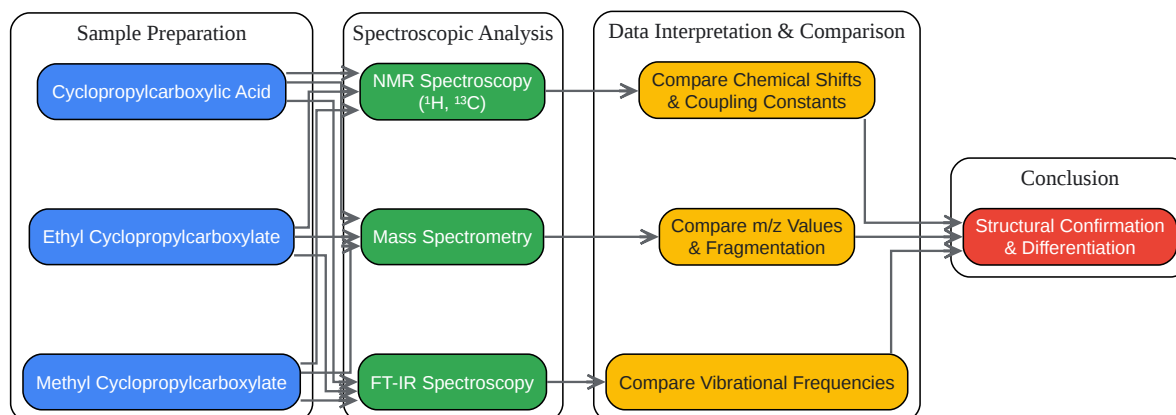 Sample Preparation
Cyclopropylcarboxylic Acid
Ethyl Cyclopropylcarboxylate
Methyl Cyclopropylcarboxylate
Spectroscopic Analysis
NMR Spectroscopy
(¹H, ¹³C)
Mass Spectrometry
FT-IR Spectroscopy
Data Interpretation & Comparison
Compare Chemical Shifts
& Coupling Constants
Compare m/z Values
& Fragmentation
Compare Vibrational Frequencies
Conclusion
Structural Confirmation
& Differentiation